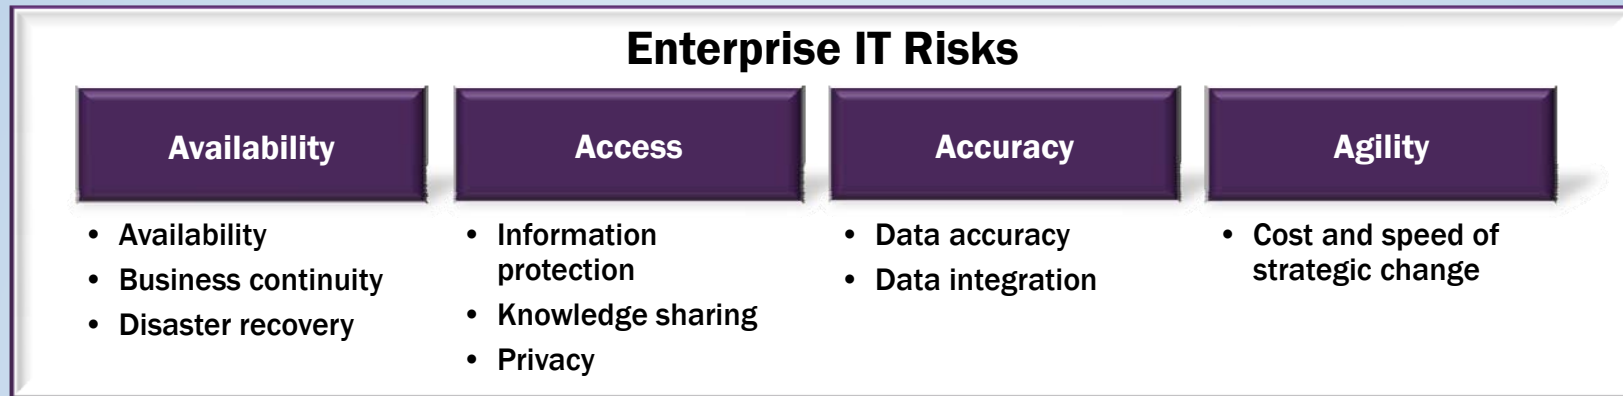 Enterprise IT Risks
Availability
• Availability
• Business continuity
• Disaster recovery
Access
• Information
protection
• Knowledge sharing
• Privacy
Accuracy
• Data accuracy
• Data integration
Agility
• Cost and speed of
strategic change